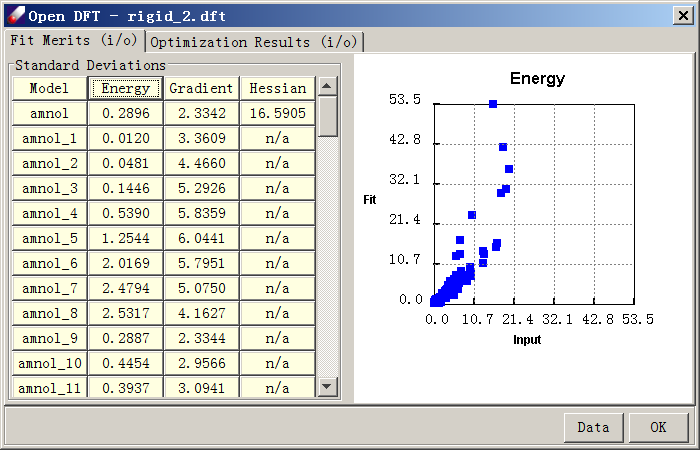 Open DFT - rigid_2.dft
Fit Merits (i/o) Optimization Results (i/o)
Standard Deviations
Model Energy Gradient Hessian
amnol 0.2896 2.3342 16.5905
amnol_1 0.0120 3.3609 n/a
amnol_2 0.0481 4.4660 n/a
amnol_3 0.1446 5.2926 n/a
amnol_4 0.5390 5.8359 n/a
amnol_5 1.2544 6.0441 n/a
amnol_6 2.0169 5.7951 n/a
amnol_7 2.4794 5.0750 n/a
amnol_8 2.5317 4.1627 n/a
amnol_9 0.2887 2.3344 n/a
amnol_10 0.4454 2.9566 n/a
amnol_11 0.3937 3.0941 n/a
Energy
53.5
42.8
32.1
Fit
21.4
10.7
0.0
0.0 10.7 21.4 32.1 42.8 53.5
Input
Data OK